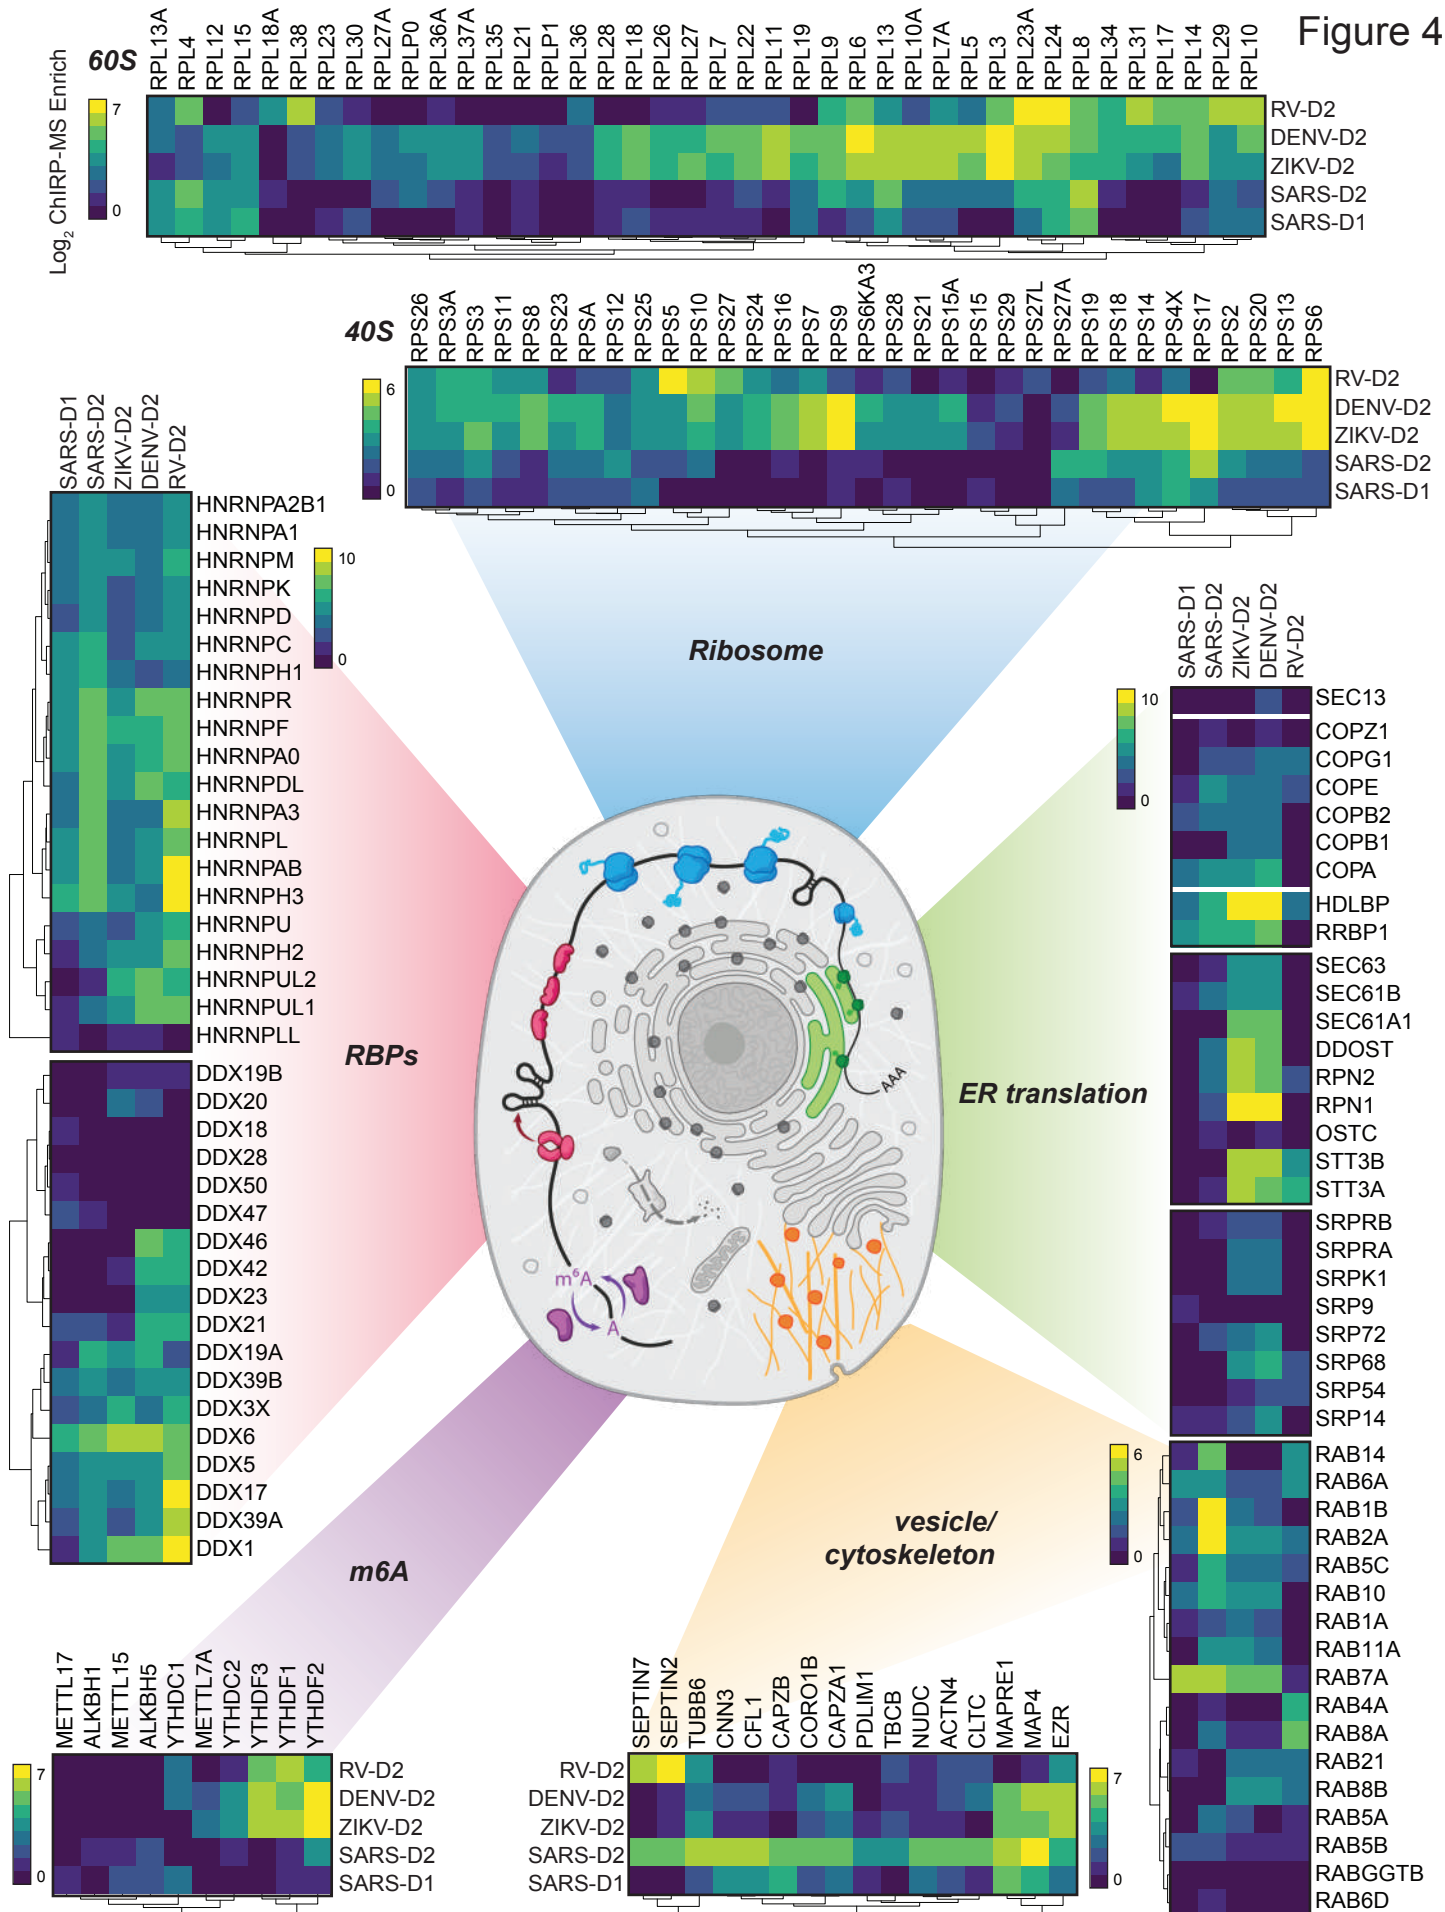 Figure 4
60S
RPL13A RPL4 RPL12 RPL15 RPL18A RPL38 RPL23 RPL30 RPL27A RPLP0 RPL36A RPL37A RPL35 RPL21 RPLP1 RPL36 RPL28 RPL18 RPL26 RPL27 RPL7 RPL22 RPL11 RPL19 RPL9 RPL6 RPL13 RPL10A RPL7A RPL5 RPL3 RPL23A RPL24 RPL8 RPL34 RPL31 RPL17 RPL14 RPL29 RPL10
Log2 ChIRP-MS Enrich
7
0
RV-D2
DENV-D2
ZIKV-D2
SARS-D2
SARS-D1
40S
RPS26 RPS3A RPS3 RPS11 RPS8 RPS23 RPSA RPS12 RPS25 RPS5 RPS10 RPS27 RPS24 RPS16 RPS7 RPS9 RPS6KA3 RPS28 RPS21 RPS15A RPS15 RPS29 RPS27L RPS27A RPS19 RPS18 RPS14 RPS4X RPS17 RPS2 RPS20 RPS13 RPS6
6
0
RV-D2
DENV-D2
ZIKV-D2
SARS-D2
SARS-D1
SARS-D1 SARS-D2 ZIKV-D2 DENV-D2 RV-D2
HNRNPA2B1
HNRNPA1
HNRNPM
HNRNPK
HNRNPD
HNRNPC
HNRNPH1
HNRNPR
HNRNPF
HNRNPA0
HNRNPDL
HNRNPA3
HNRNPL
HNRNPAB
HNRNPH3
HNRNPU
HNRNPH2
HNRNPUL2
HNRNPUL1
HNRNPLL
10
0
DDX19B
DDX20
DDX18
DDX28
DDX50
DDX47
DDX46
DDX42
DDX23
DDX21
DDX19A
DDX39B
DDX3X
DDX6
DDX5
DDX17
DDX39A
DDX1
Ribosome
RBPs
ER translation
m6A
vesicle/
cytoskeleton
AAA
m6A
A
SARS-D1 SARS-D2 ZIKV-D2 DENV-D2 RV-D2
10
0
SEC13
COPZ1
COPG1
COPE
COPB2
COPB1
COPA
HDLBP
RRBP1
SEC63
SEC61B
SEC61A1
DDOST
RPN2
RPN1
OSTC
STT3B
STT3A
SRPRB
SRPRA
SRPK1
SRP9
SRP72
SRP68
SRP54
SRP14
6
0
RAB14
RAB6A
RAB1B
RAB2A
RAB5C
RAB10
RAB1A
RAB11A
RAB7A
RAB4A
RAB8A
RAB21
RAB8B
RAB5A
RAB5B
RABGGTB
RAB6D
METTL17 ALKBH1 METTL15 ALKBH5 YTHDC1 METTL7A YTHDC2 YTHDF3 YTHDF1 YTHDF2
7
0
RV-D2
DENV-D2
ZIKV-D2
SARS-D2
SARS-D1
SEPTIN7 SEPTIN2 TUBB6 CNN3 CFL1 CAPZB CORO1B CAPZA1 PDLIM1 TBCB NUDC ACTN4 CLTC MAPRE1 MAP4 EZR
RV-D2
DENV-D2
ZIKV-D2
SARS-D2
SARS-D1
7
0